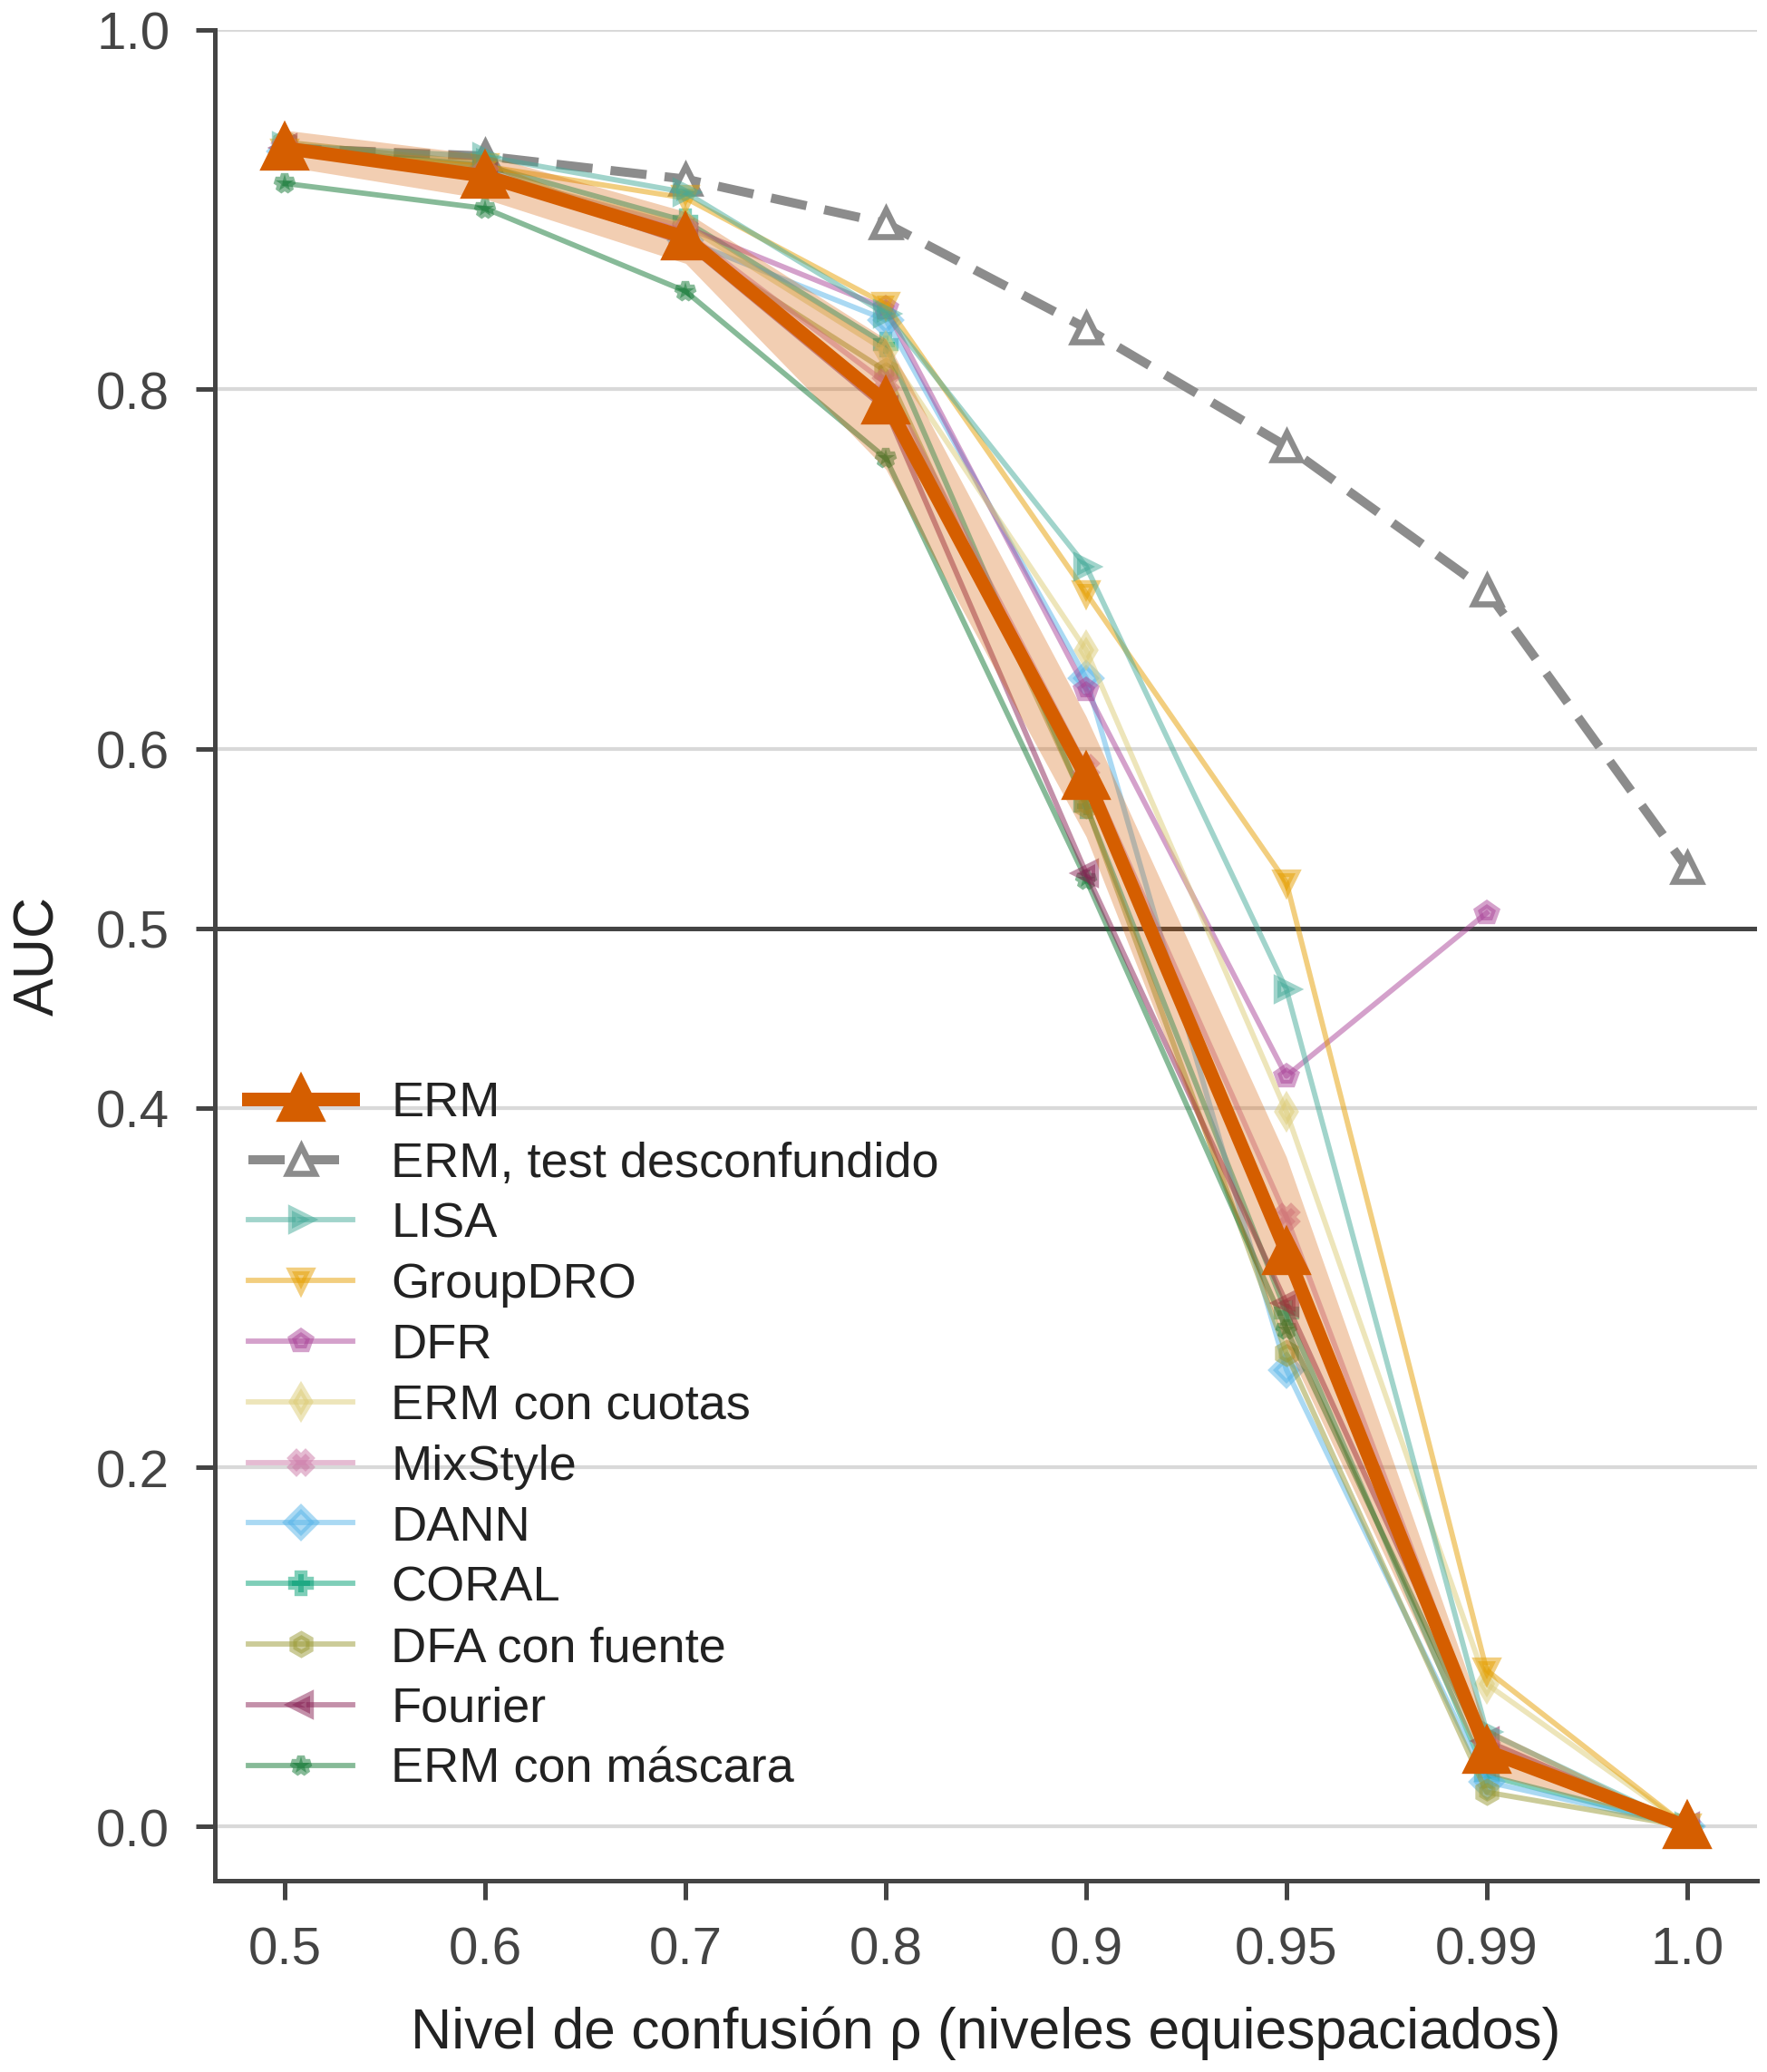 1.0
0.8
0.6
0.5
0.4
0.2
0.0
AUC
ERM
ERM, test desconfundido
LISA
GroupDRO
DFR
ERM con cuotas
MixStyle
DANN
CORAL
DFA con fuente
Fourier
ERM con máscara
0.5 0.6 0.7 0.8 0.9 0.95 0.99 1.0
Nivel de confusión ρ (niveles equiespaciados)